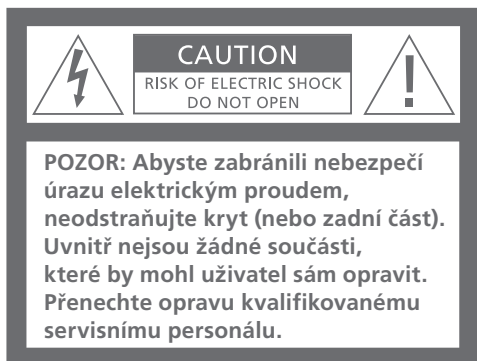 CAUTION
RISK OF ELECTRIC SHOCK
DO NOT OPEN
POZOR: Abyste zabránili nebezpečí
úrazu elektrickým proudem,
neodstraňujte kryt (nebo zadní část).
Uvnitř nejsou žádné součásti,
které by mohl uživatel sám opravit.
Přenechte opravu kvalifikovanému
servisnímu personálu.